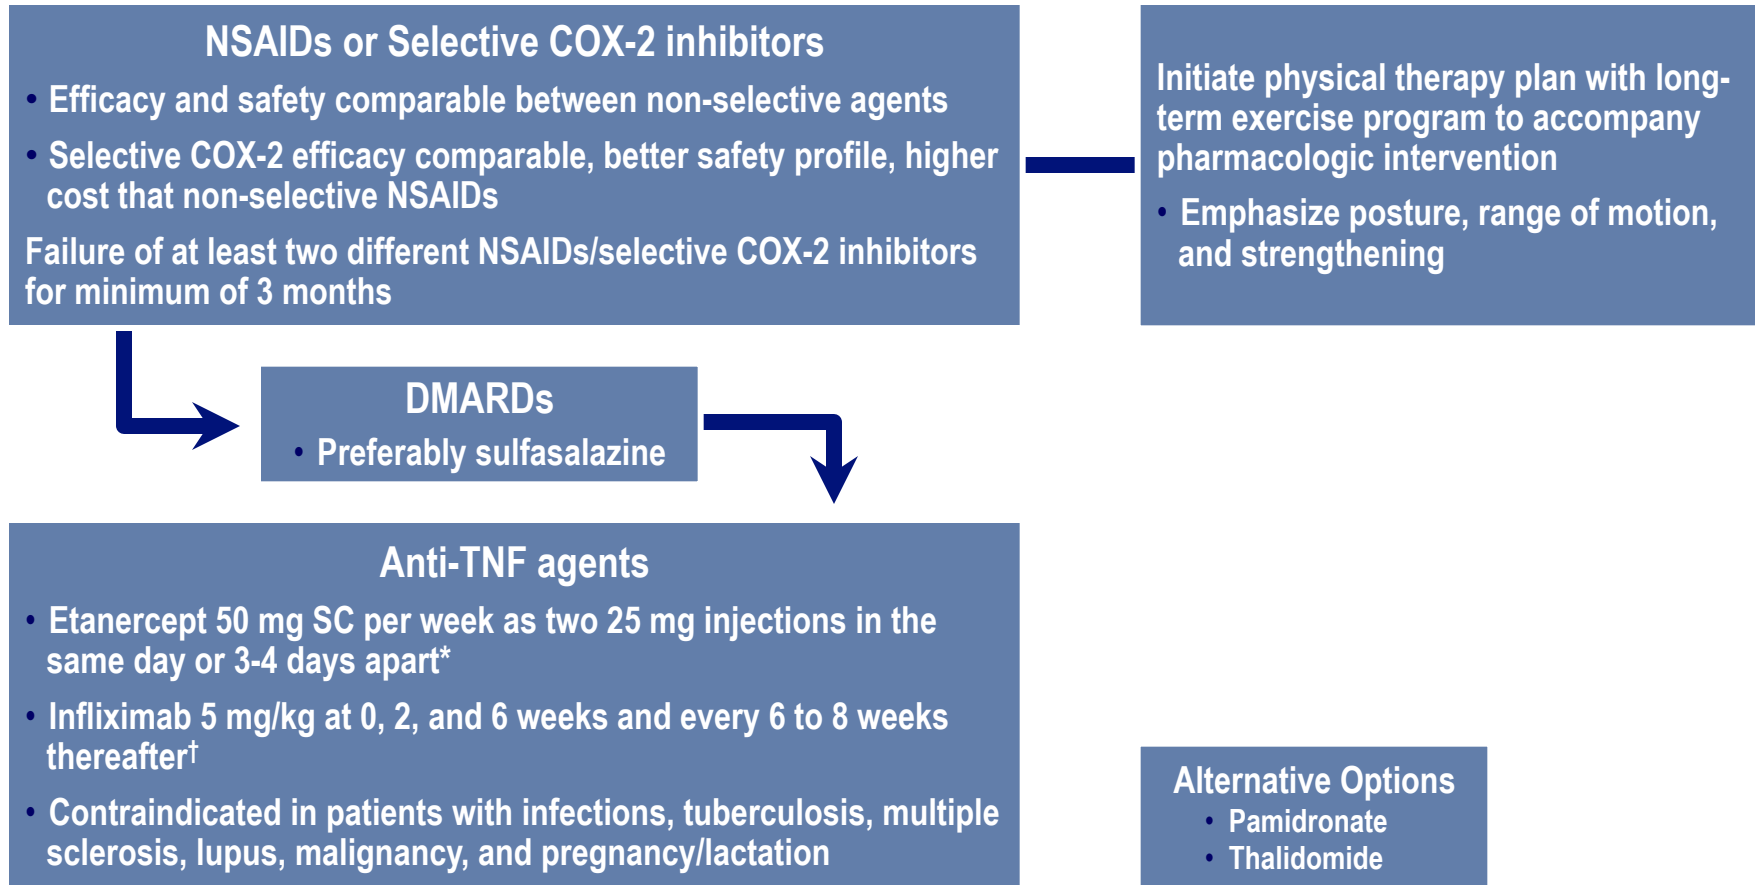 NSAIDs or Selective COX-2 inhibitors
• Efficacy and safety comparable between non-selective agents
• Selective COX-2 efficacy comparable, better safety profile, higher
cost that non-selective NSAIDs
Failure of at least two different NSAIDs/selective COX-2 inhibitors
for minimum of 3 months
Initiate physical therapy plan with long-
term exercise program to accompany
pharmacologic intervention
• Emphasize posture, range of motion,
and strengthening
DMARDs
• Preferably sulfasalazine
Anti-TNF agents
• Etanercept 50 mg SC per week as two 25 mg injections in the
same day or 3-4 days apart*
• Infliximab 5 mg/kg at 0, 2, and 6 weeks and every 6 to 8 weeks
thereafter†
• Contraindicated in patients with infections, tuberculosis, multiple
sclerosis, lupus, malignancy, and pregnancy/lactation
Alternative Options
• Pamidronate
• Thalidomide